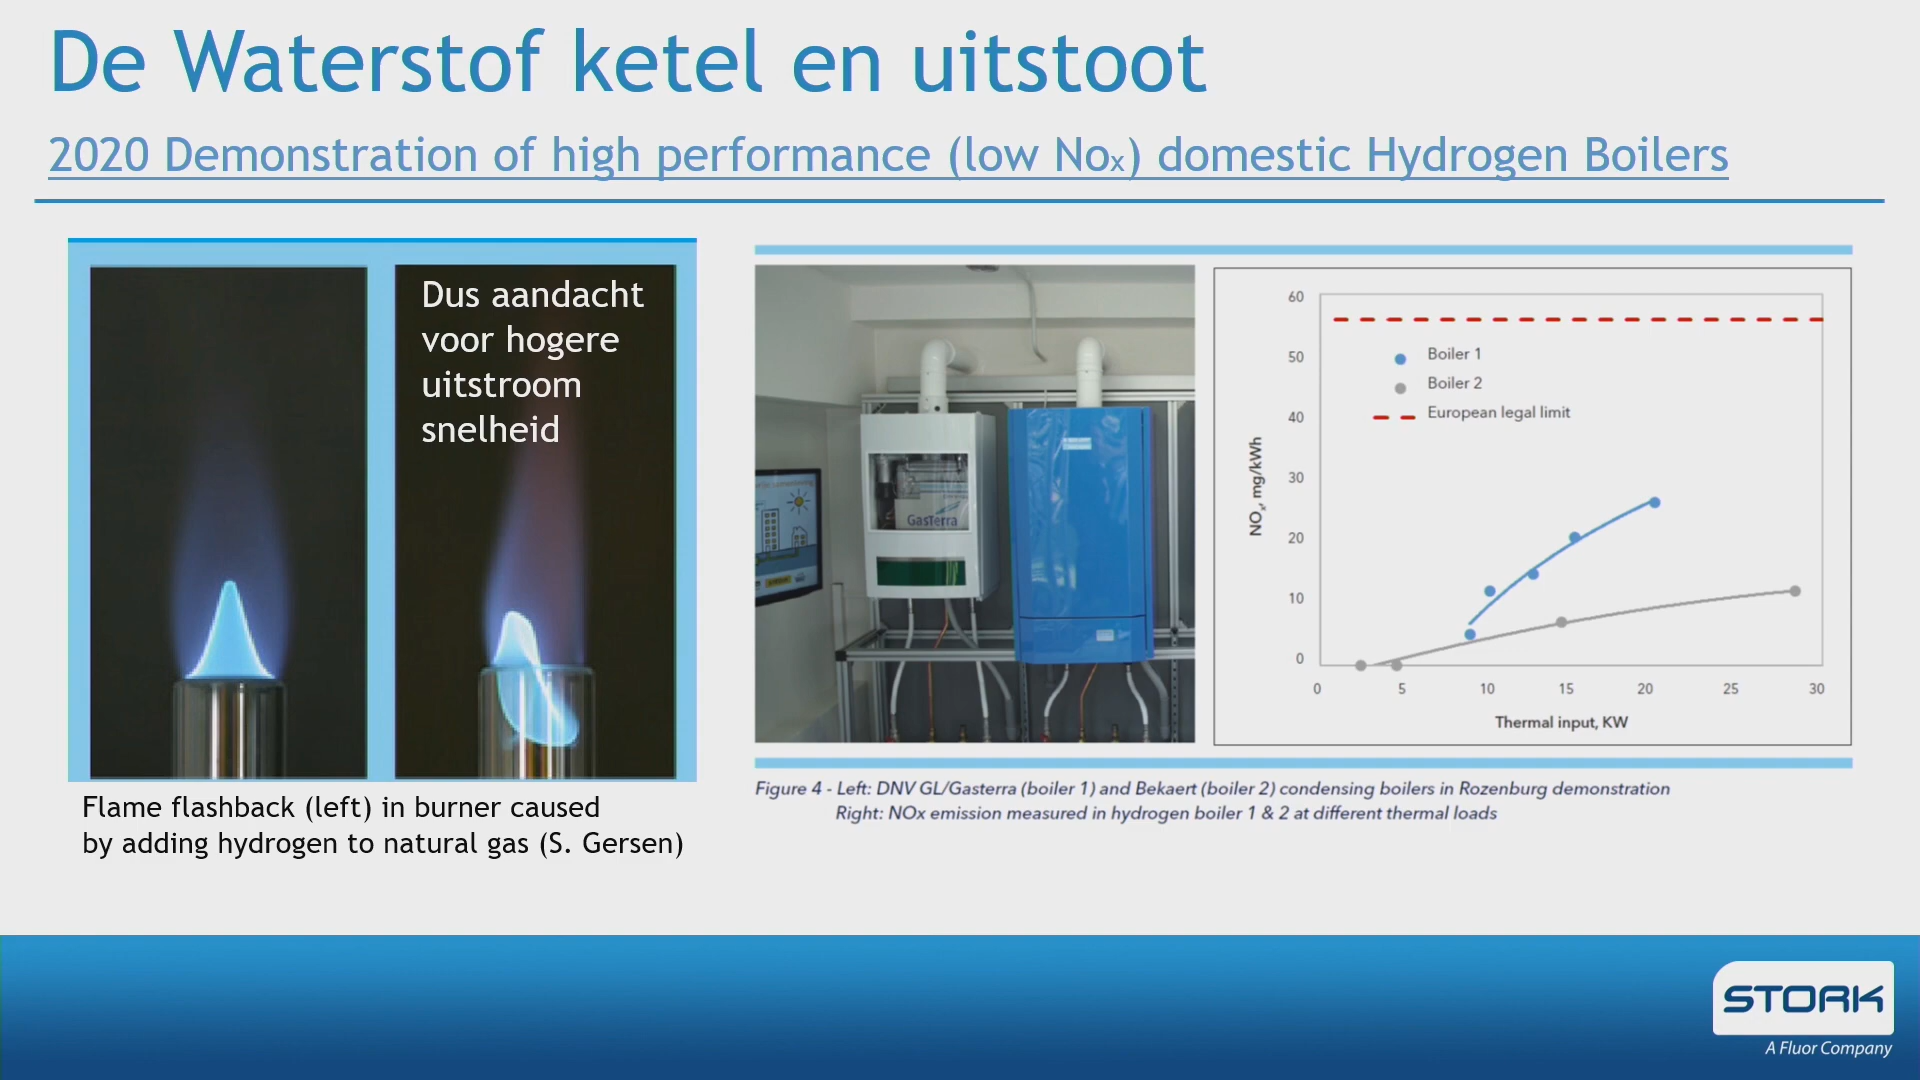 De Waterstof ketel en uitstoot
2020 Demonstration of high performance (low Nox) domestic Hydrogen Boilers
Dus aandacht
voor hogere
uitstroom
snelheid
Flame flashback (left) in burner caused
by adding hydrogen to natural gas (S. Gersen)
GasTerra
60
50
40
30
20
10
0
NOx, mg/kWh
Boiler 1
Boiler 2
European legal limit
0 5 10 15 20 25 30
Thermal input, KW
Figure 4 - Left: DNV GL/Gasterra (boiler 1) and Bekaert (boiler 2) condensing boilers in Rozenburg demonstration
Right: NOx emission measured in hydrogen boiler 1 & 2 at different thermal loads
STORK
A Fluor Company